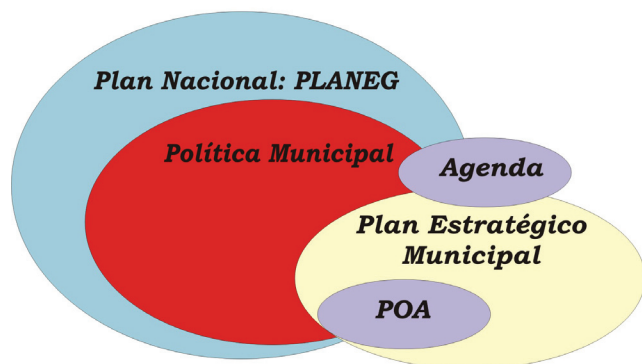 Plan Nacional: PLANEG
Política Municipal
Agenda
Plan Estratégico
Municipal
POA